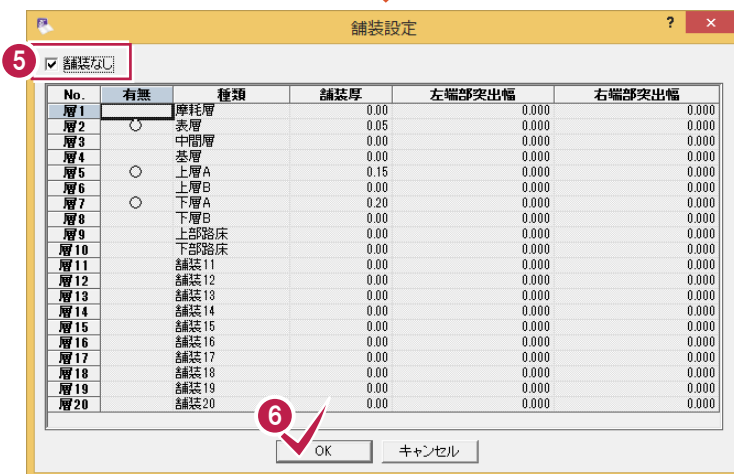 舗装設定 ? ×
5 舗装なし
No. 有無 種類 舗装厚 左端部突出幅 右端部突出幅
層1 摩耗層 0.00 0.000 0.000
層2 ○ 表層 0.05 0.000 0.000
層3 中間層 0.00 0.000 0.000
層4 基層 0.00 0.000 0.000
層5 ○ 上層A 0.15 0.000 0.000
層6 上層B 0.00 0.000 0.000
層7 ○ 下層A 0.20 0.000 0.000
層8 下層B 0.00 0.000 0.000
層9 上部路床 0.00 0.000 0.000
層10 下部路床 0.00 0.000 0.000
層11 舗装11 0.00 0.000 0.000
層12 舗装12 0.00 0.000 0.000
層13 舗装13 0.00 0.000 0.000
層14 舗装14 0.00 0.000 0.000
層15 舗装15 0.00 0.000 0.000
層16 舗装16 0.00 0.000 0.000
層17 舗装17 0.00 0.000 0.000
層18 舗装18 0.00 0.000 0.000
層19 舗装19 0.00 0.000 0.000
層20 舗装20 0.00 0.000 0.000
6
OK キャンセル